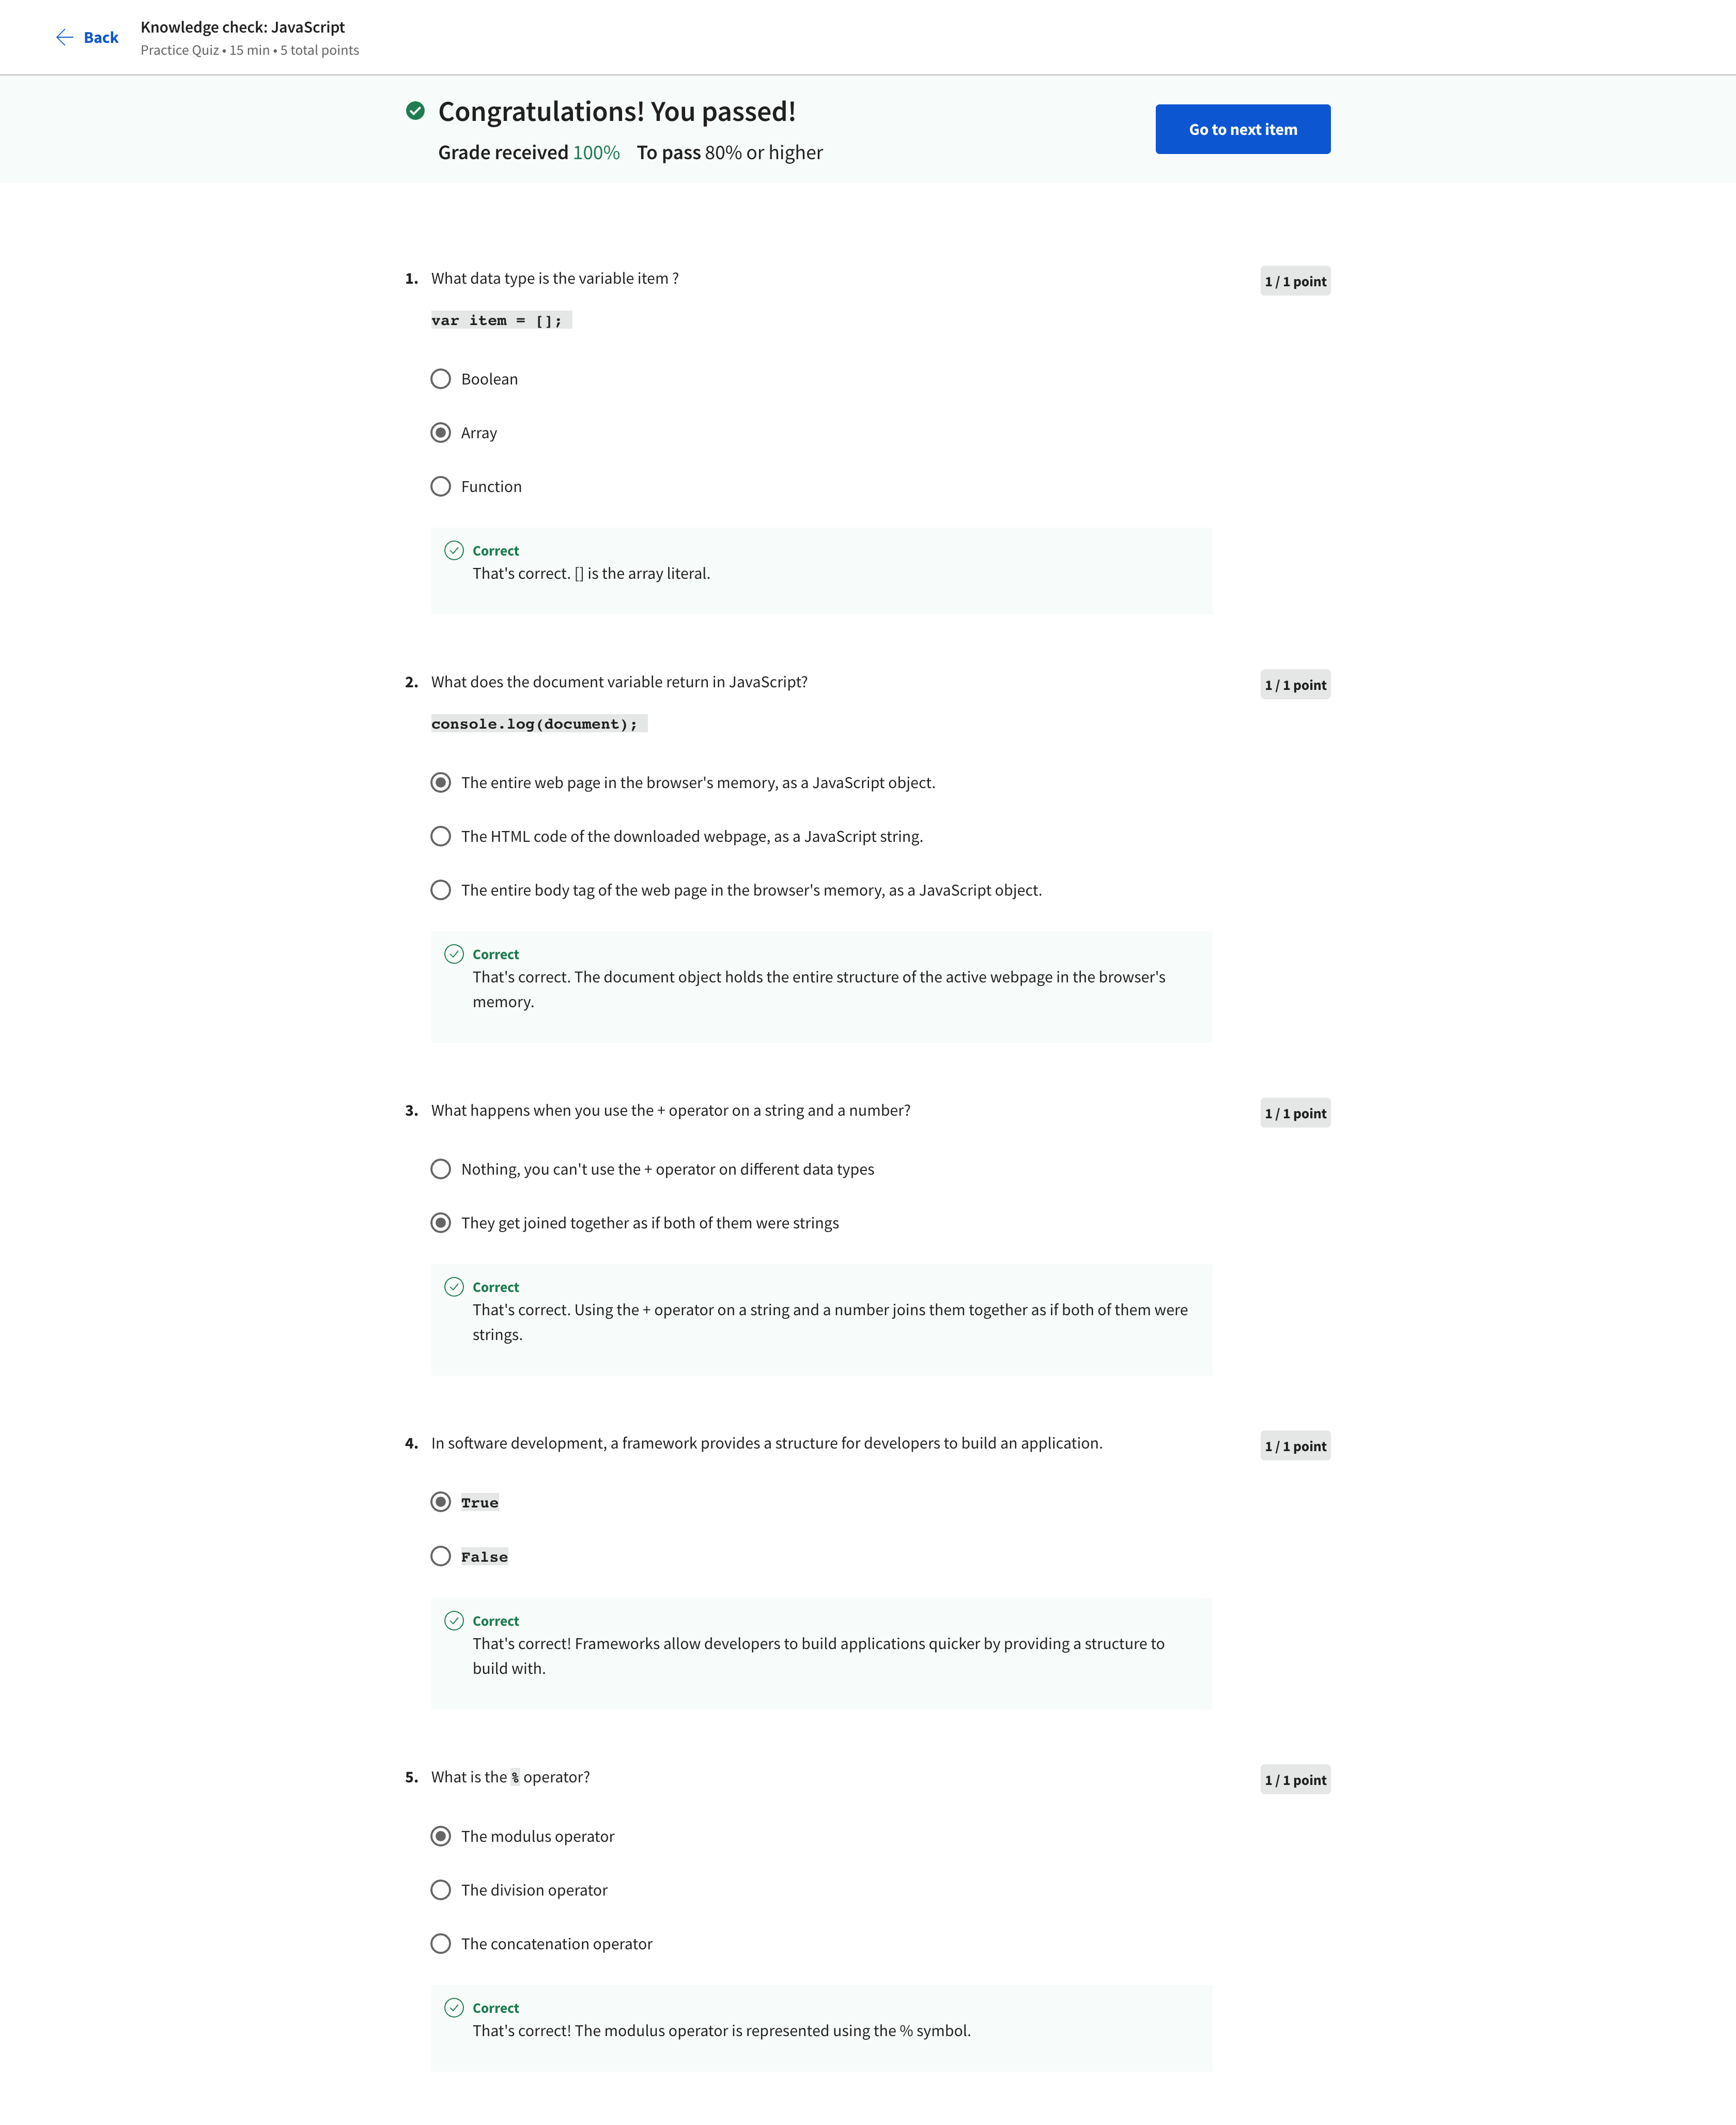 Back
Knowledge check: JavaScript
Practice Quiz • 15 min • 5 total points
Congratulations! You passed!
Grade received 100% To pass 80% or higher
Go to next item
1. What data type is the variable item ?
1 / 1 point
var item = [];
Boolean
Array
Function
Correct
That's correct. [] is the array literal.
2. What does the document variable return in JavaScript?
1 / 1 point
console.log(document);
The entire web page in the browser's memory, as a JavaScript object.
The HTML code of the downloaded webpage, as a JavaScript string.
The entire body tag of the web page in the browser's memory, as a JavaScript object.
Correct
That's correct. The document object holds the entire structure of the active webpage in the browser's
memory.
3. What happens when you use the + operator on a string and a number?
1 / 1 point
Nothing, you can't use the + operator on different data types
They get joined together as if both of them were strings
Correct
That's correct. Using the + operator on a string and a number joins them together as if both of them were
strings.
4. In software development, a framework provides a structure for developers to build an application.
1 / 1 point
True
False
Correct
That's correct! Frameworks allow developers to build applications quicker by providing a structure to
build with.
5. What is the % operator?
1 / 1 point
The modulus operator
The division operator
The concatenation operator
Correct
That's correct! The modulus operator is represented using the % symbol.